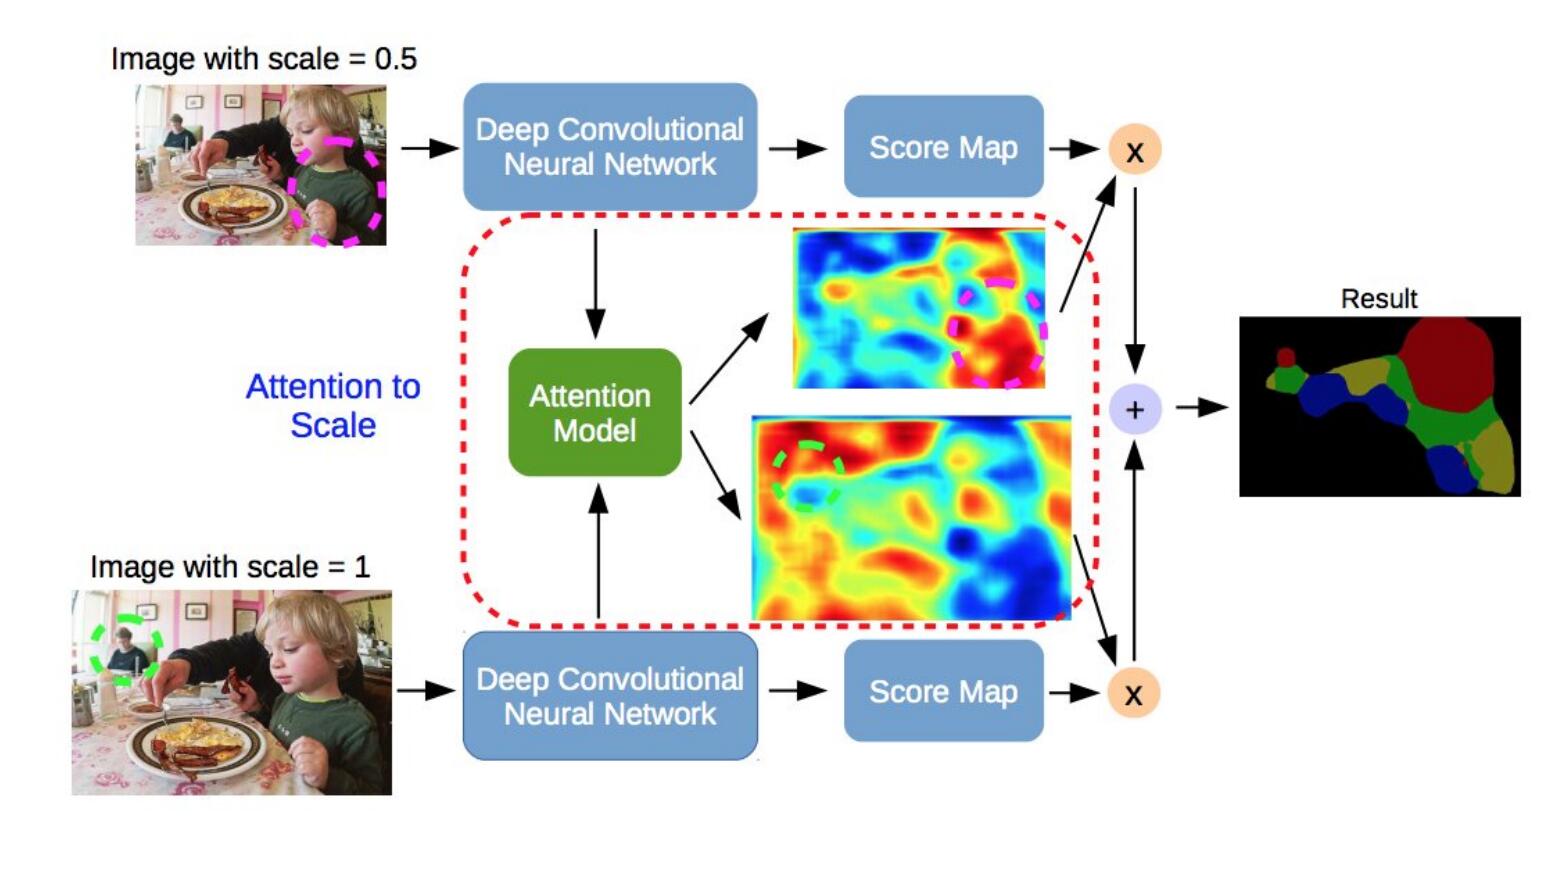 Image with scale = 0.5
Deep Convolutional
Neural Network
Score Map
x
Attention to
Scale
Attention
Model
+
Result
Image with scale = 1
Deep Convolutional
Neural Network
Score Map
x